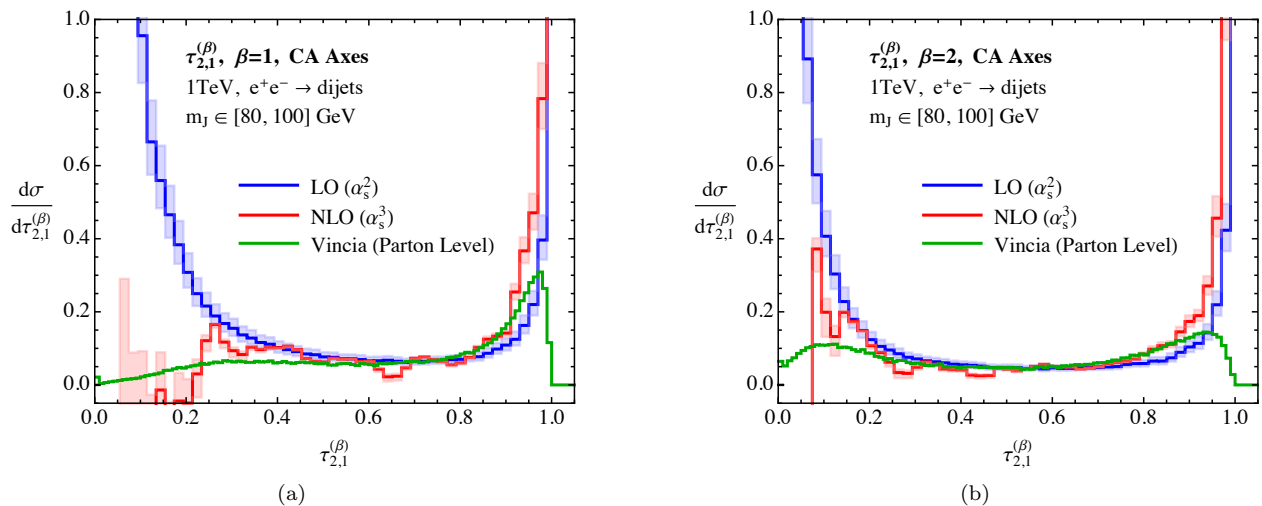 1.0
0.8
0.6
0.4
0.2
0.0
dσ
dτ2,1(β)
τ2,1(β), β=1, CA Axes
1TeV, e+e− → dijets
mJ ∈ [80, 100] GeV
LO (αs2)
NLO (αs3)
Vincia (Parton Level)
0.0 0.2 0.4 0.6 0.8 1.0
τ2,1(β)
(a)
1.0
0.8
0.6
0.4
0.2
0.0
dσ
dτ2,1(β)
τ2,1(β), β=2, CA Axes
1TeV, e+e− → dijets
mJ ∈ [80, 100] GeV
LO (αs2)
NLO (αs3)
Vincia (Parton Level)
0.0 0.2 0.4 0.6 0.8 1.0
τ2,1(β)
(b)